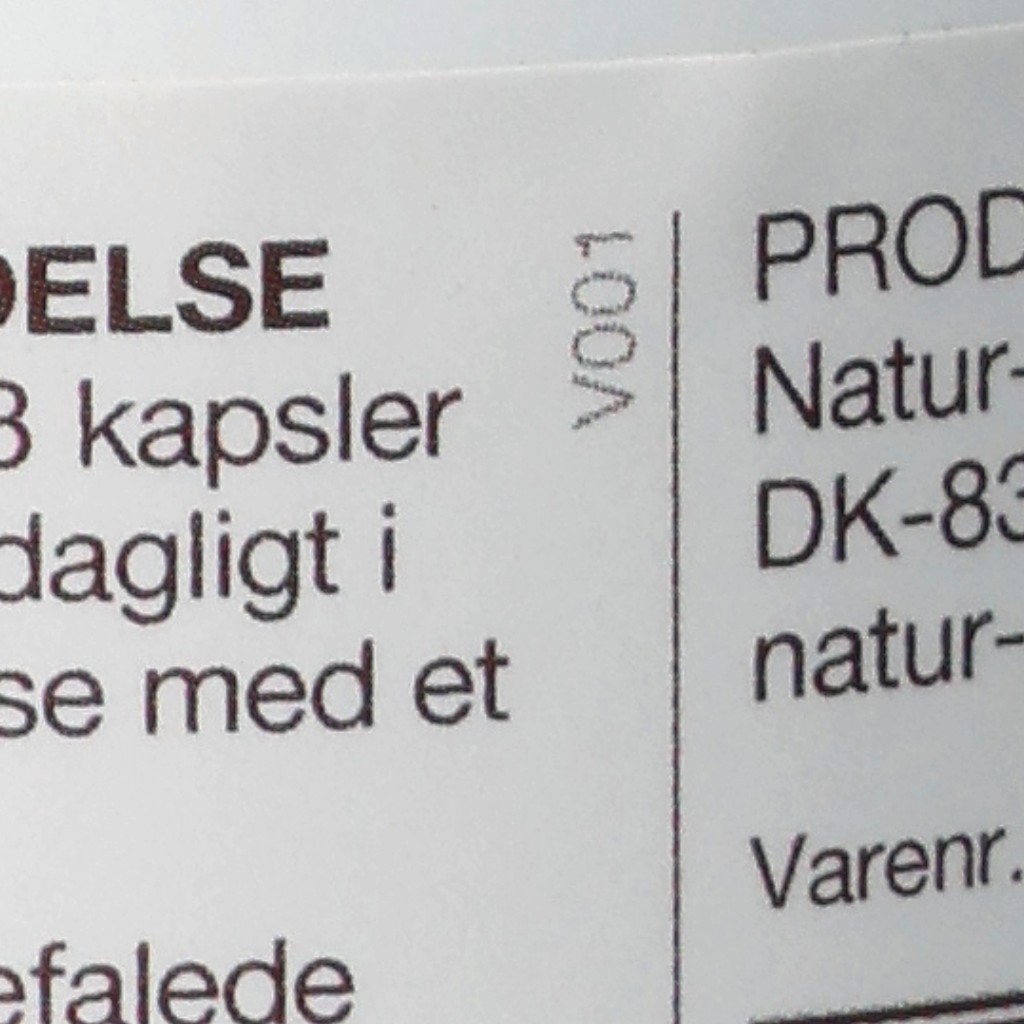 DELSE
3 kapsler
dagligt i
se med et
efalede
V001
PROD
Natur-
DK-83
natur-
Varenr.